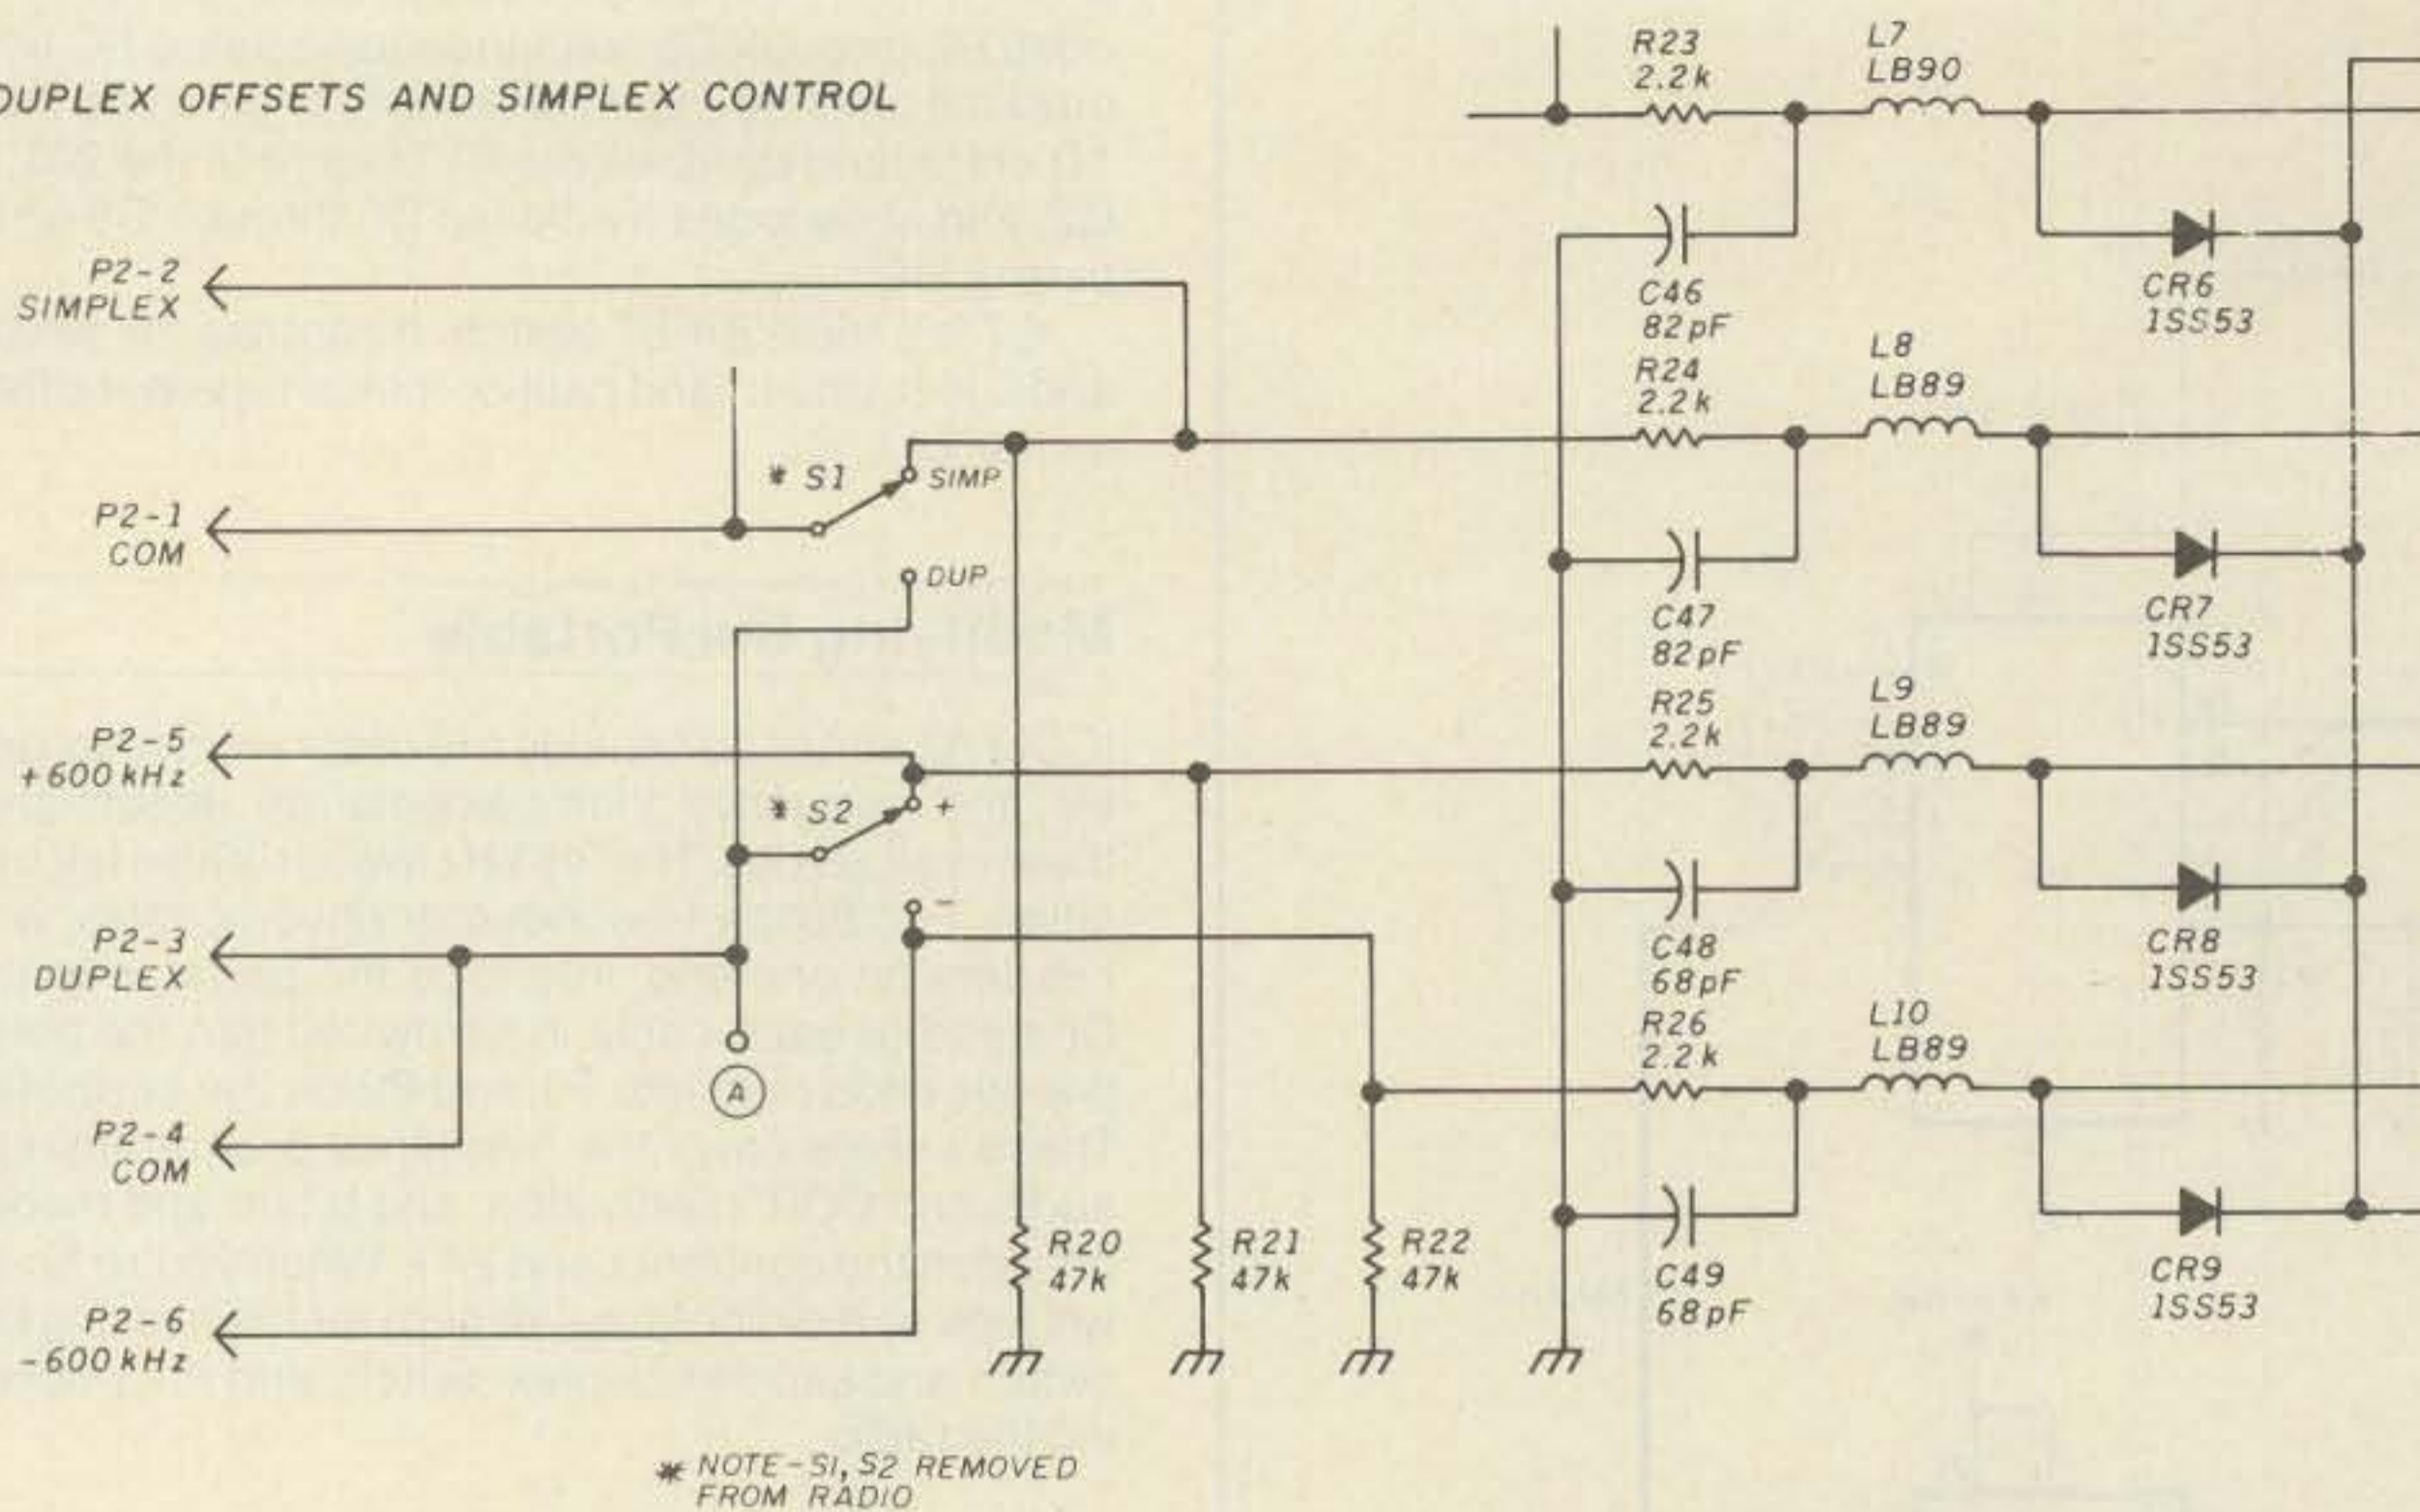 DUPLEX OFFSETS AND SIMPLEX CONTROL
R23
2.2k
L7
LB90
P2-2
SIMPLEX
C46
82pF
CR6
1SS53
R24
2.2k
L8
LB89
* S1
SIMP
P2-1
COM
DUP
C47
82pF
CR7
1SS53
R25
2.2k
L9
LB89
P2-5
+600kHz
* S2
+
-
P2-3
DUPLEX
C48
68pF
CR8
1SS53
R26
2.2k
L10
LB89
A
P2-4
COM
R20
47k
R21
47k
R22
47k
C49
68pF
CR9
1SS53
P2-6
-600kHz
* NOTE-S1, S2 REMOVED
FROM RADIO